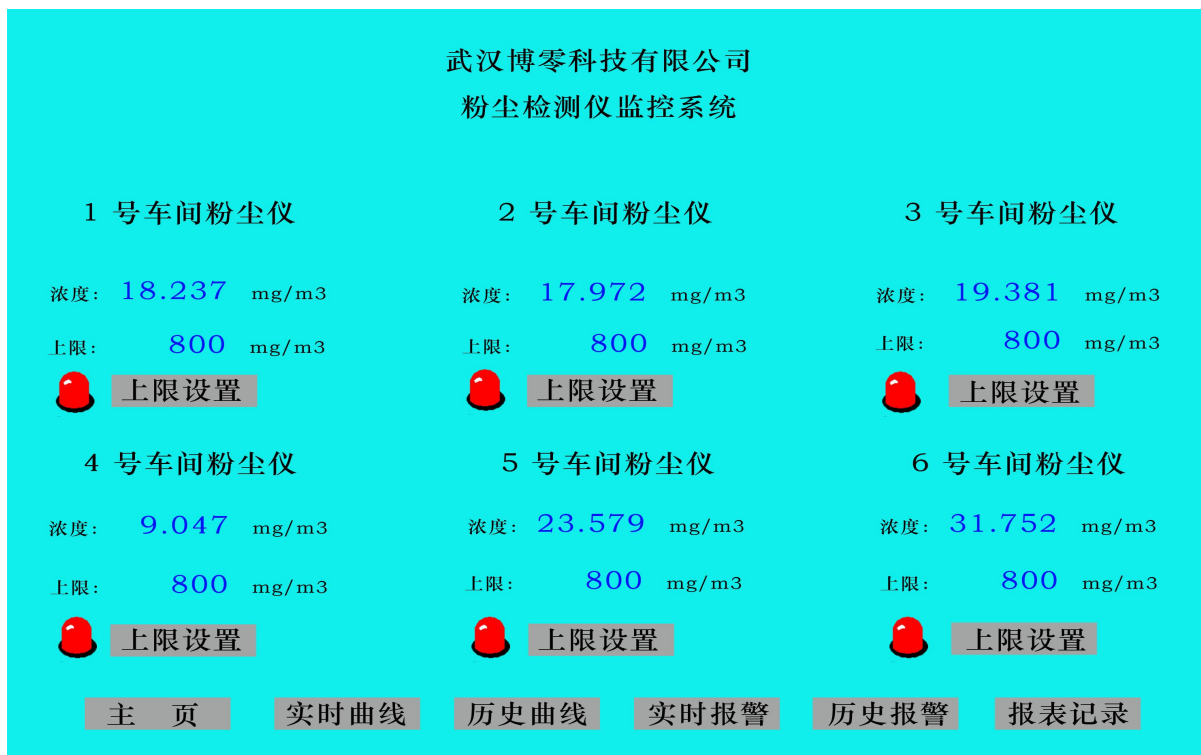 武汉博零科技有限公司
粉尘检测仪监控系统
1 号车间粉尘仪
2 号车间粉尘仪
3 号车间粉尘仪
浓度: 18.237 mg/m3
浓度: 17.972 mg/m3
浓度: 19.381 mg/m3
上限: 800 mg/m3
上限: 800 mg/m3
上限: 800 mg/m3
上限设置
上限设置
上限设置
4 号车间粉尘仪
5 号车间粉尘仪
6 号车间粉尘仪
浓度: 9.047 mg/m3
浓度: 23.579 mg/m3
浓度: 31.752 mg/m3
上限: 800 mg/m3
上限: 800 mg/m3
上限: 800 mg/m3
上限设置
上限设置
上限设置
主 页 实时曲线 历史曲线 实时报警 历史报警 报表记录